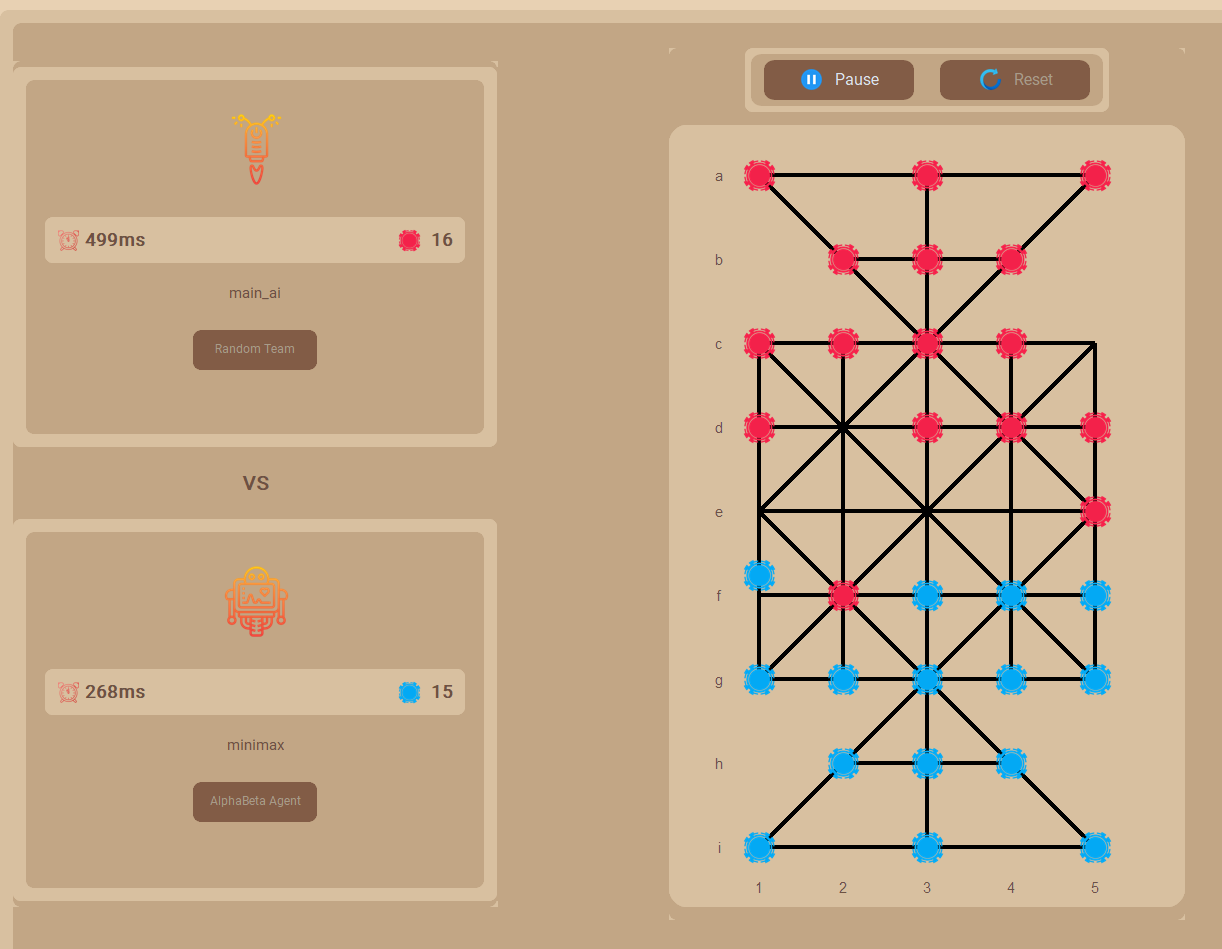 499ms
16
main_ai
Random Team
VS
268ms
15
minimax
AlphaBeta Agent
Pause
Reset
a
b
c
d
e
f
g
h
i
1 2 3 4 5